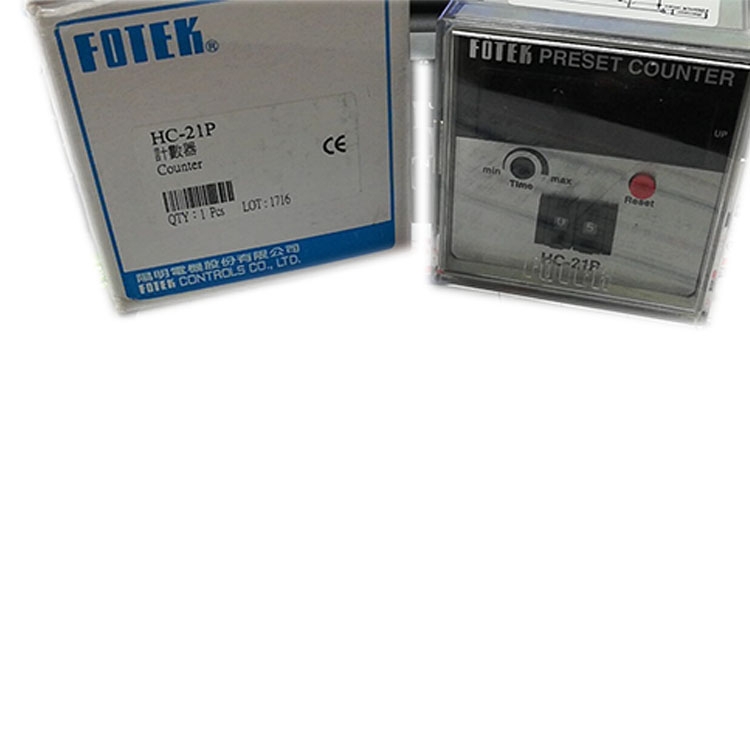 FOTEK®
HC-21P
計數器
Counter
CE
QTY : 1 Pcs LOT : 1716
陽明電機股份有限公司
FOTEK CONTROLS CO., LTD.
FOTEK PRESET COUNTER
UP
min Time max
Reset
HC-21P